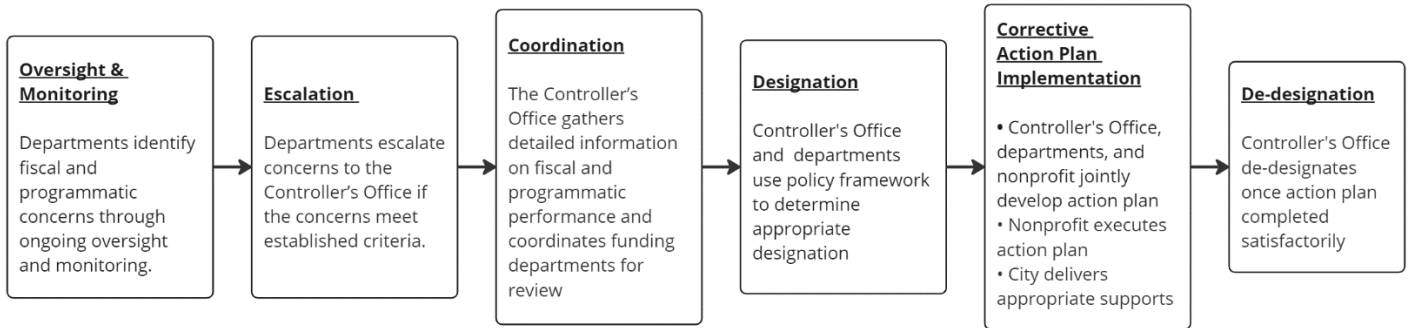 Oversight &
Monitoring
Departments identify
fiscal and
programmatic
concerns through
ongoing oversight
and monitoring.
Escalation
Departments escalate
concerns to the
Controller’s Office if
the concerns meet
established criteria.
Coordination
The Controller’s
Office gathers
detailed information
on fiscal and
programmatic
performance and
coordinates funding
departments for
review
Designation
Controller's Office
and departments
use policy framework
to determine
appropriate
designation
Corrective
Action Plan
Implementation
• Controller's Office,
departments, and
nonprofit jointly
develop action plan
• Nonprofit executes
action plan
• City delivers
appropriate supports
De-designation
Controller's Office
de-designates
once action plan
completed
satisfactorily